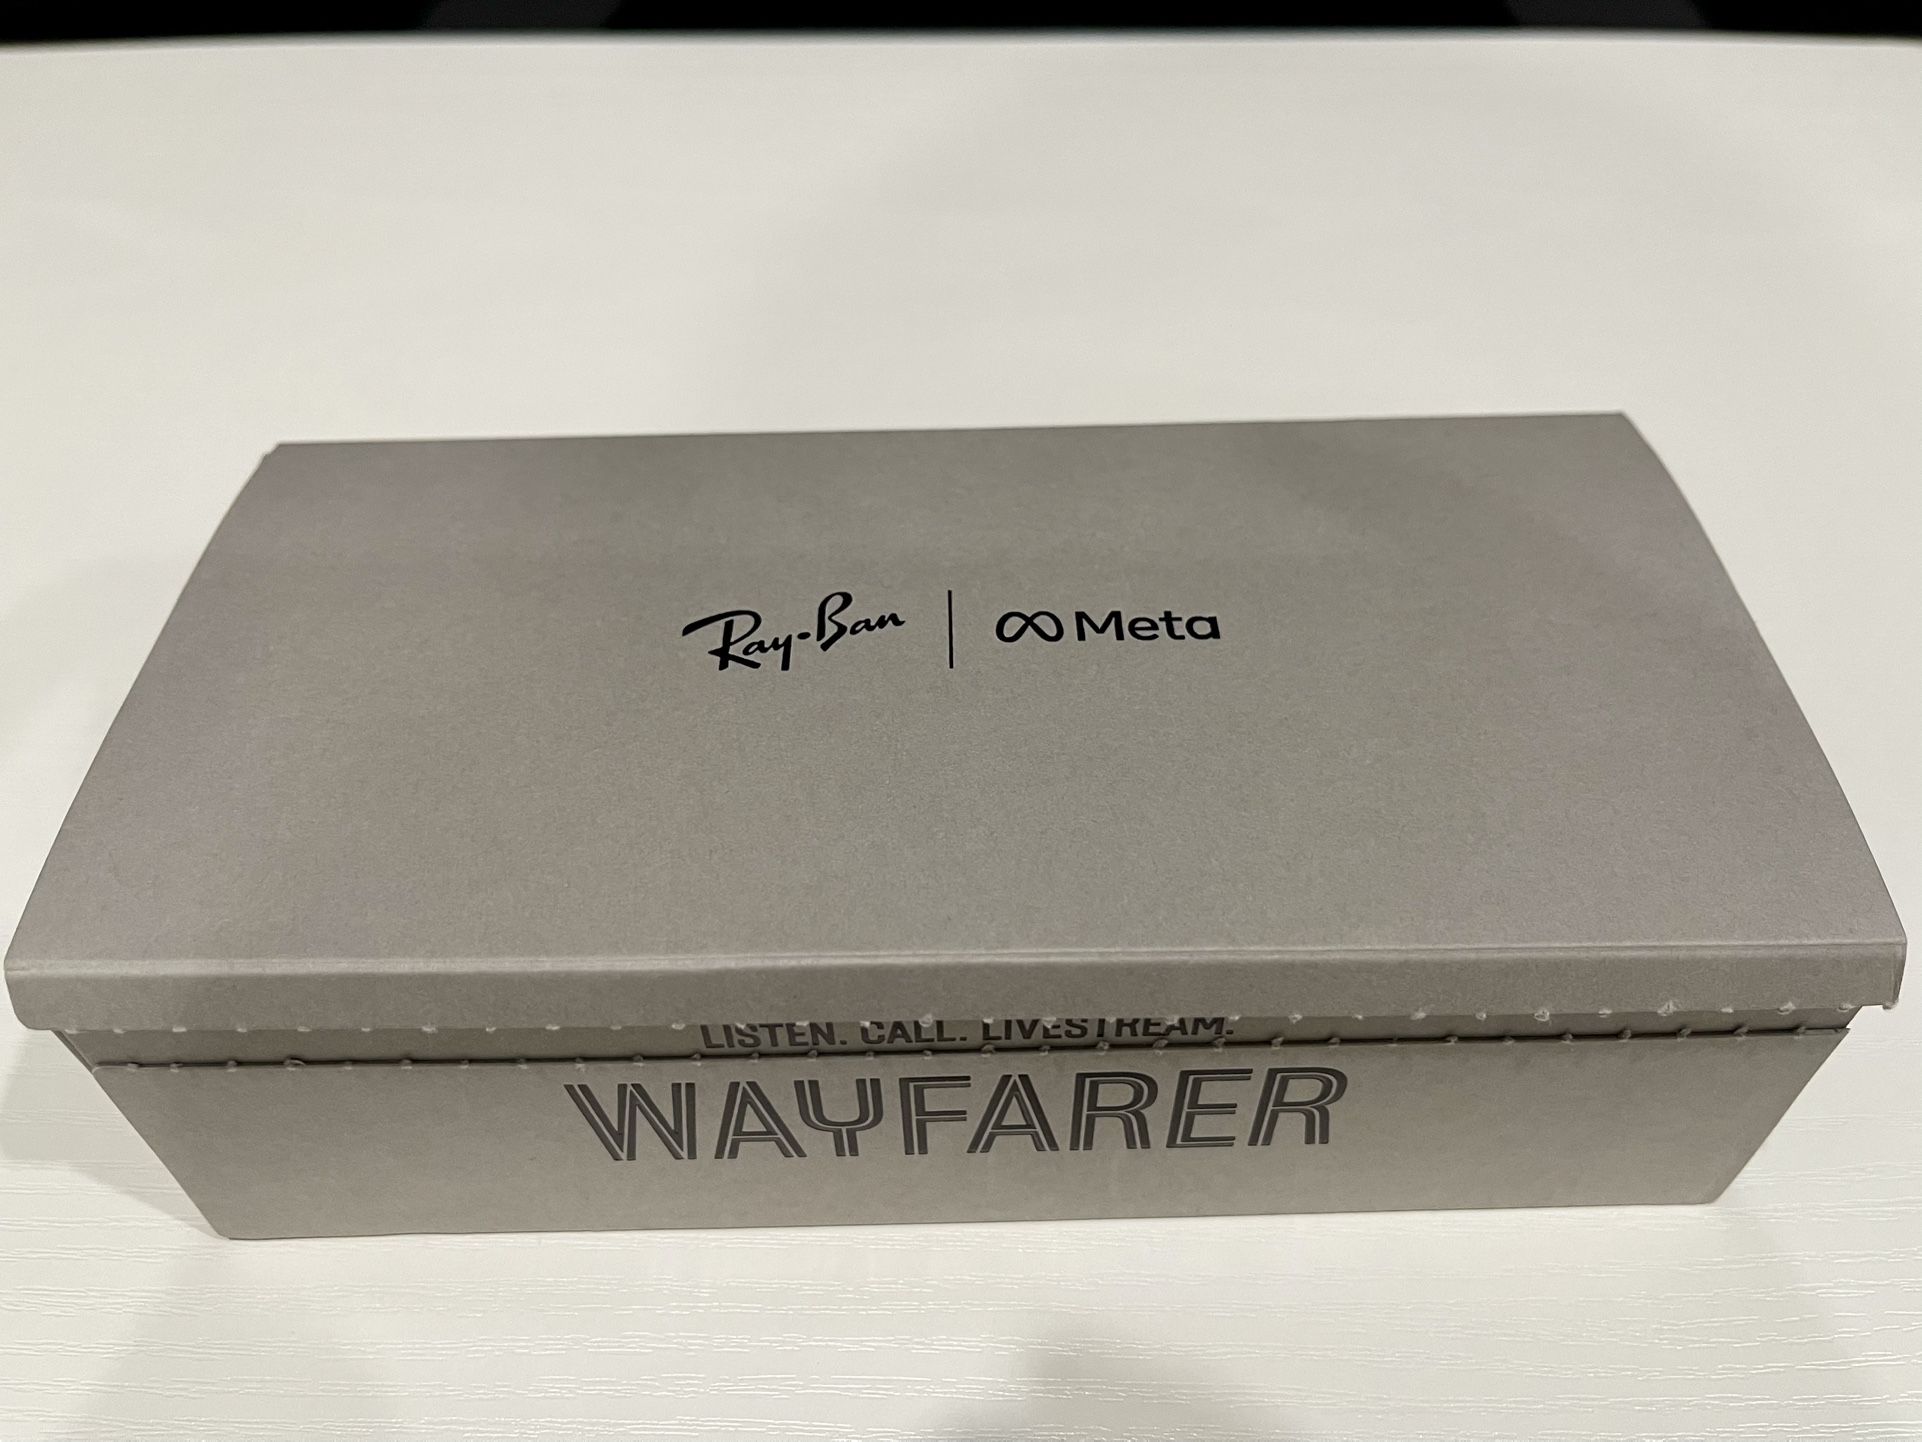 Ray-Ban | Meta
LISTEN. CALL. LIVESTREAM.
WAYFARER